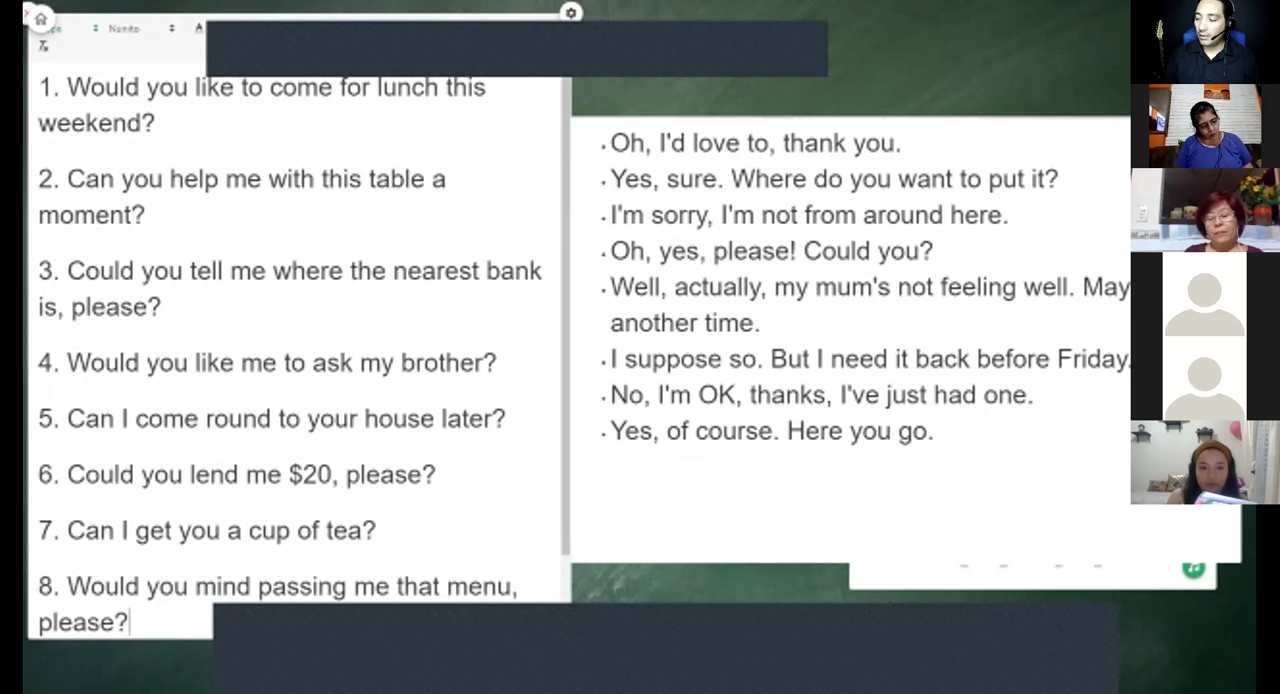 Nunito
A
1. Would you like to come for lunch this
weekend?
2. Can you help me with this table a
moment?
3. Could you tell me where the nearest bank
is, please?
4. Would you like me to ask my brother?
5. Can I come round to your house later?
6. Could you lend me $20, please?
7. Can I get you a cup of tea?
8. Would you mind passing me that menu,
please?
· Oh, I'd love to, thank you.
· Yes, sure. Where do you want to put it?
· I'm sorry, I'm not from around here.
· Oh, yes, please! Could you?
· Well, actually, my mum's not feeling well. May
another time.
· I suppose so. But I need it back before Friday.
· No, I'm OK, thanks, I've just had one.
· Yes, of course. Here you go.